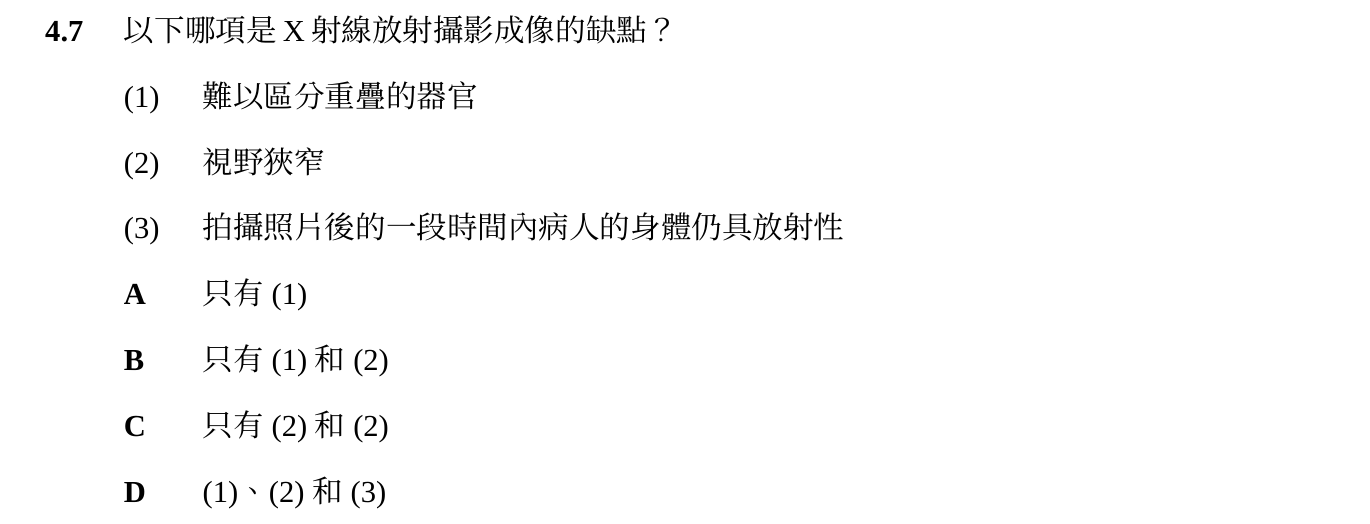 4.7 以下哪項是 X 射線放射攝影成像的缺點？
(1) 難以區分重疊的器官
(2) 視野狹窄
(3) 拍攝照片後的一段時間內病人的身體仍具放射性
A 只有 (1)
B 只有 (1) 和 (2)
C 只有 (2) 和 (2)
D (1)、(2) 和 (3)